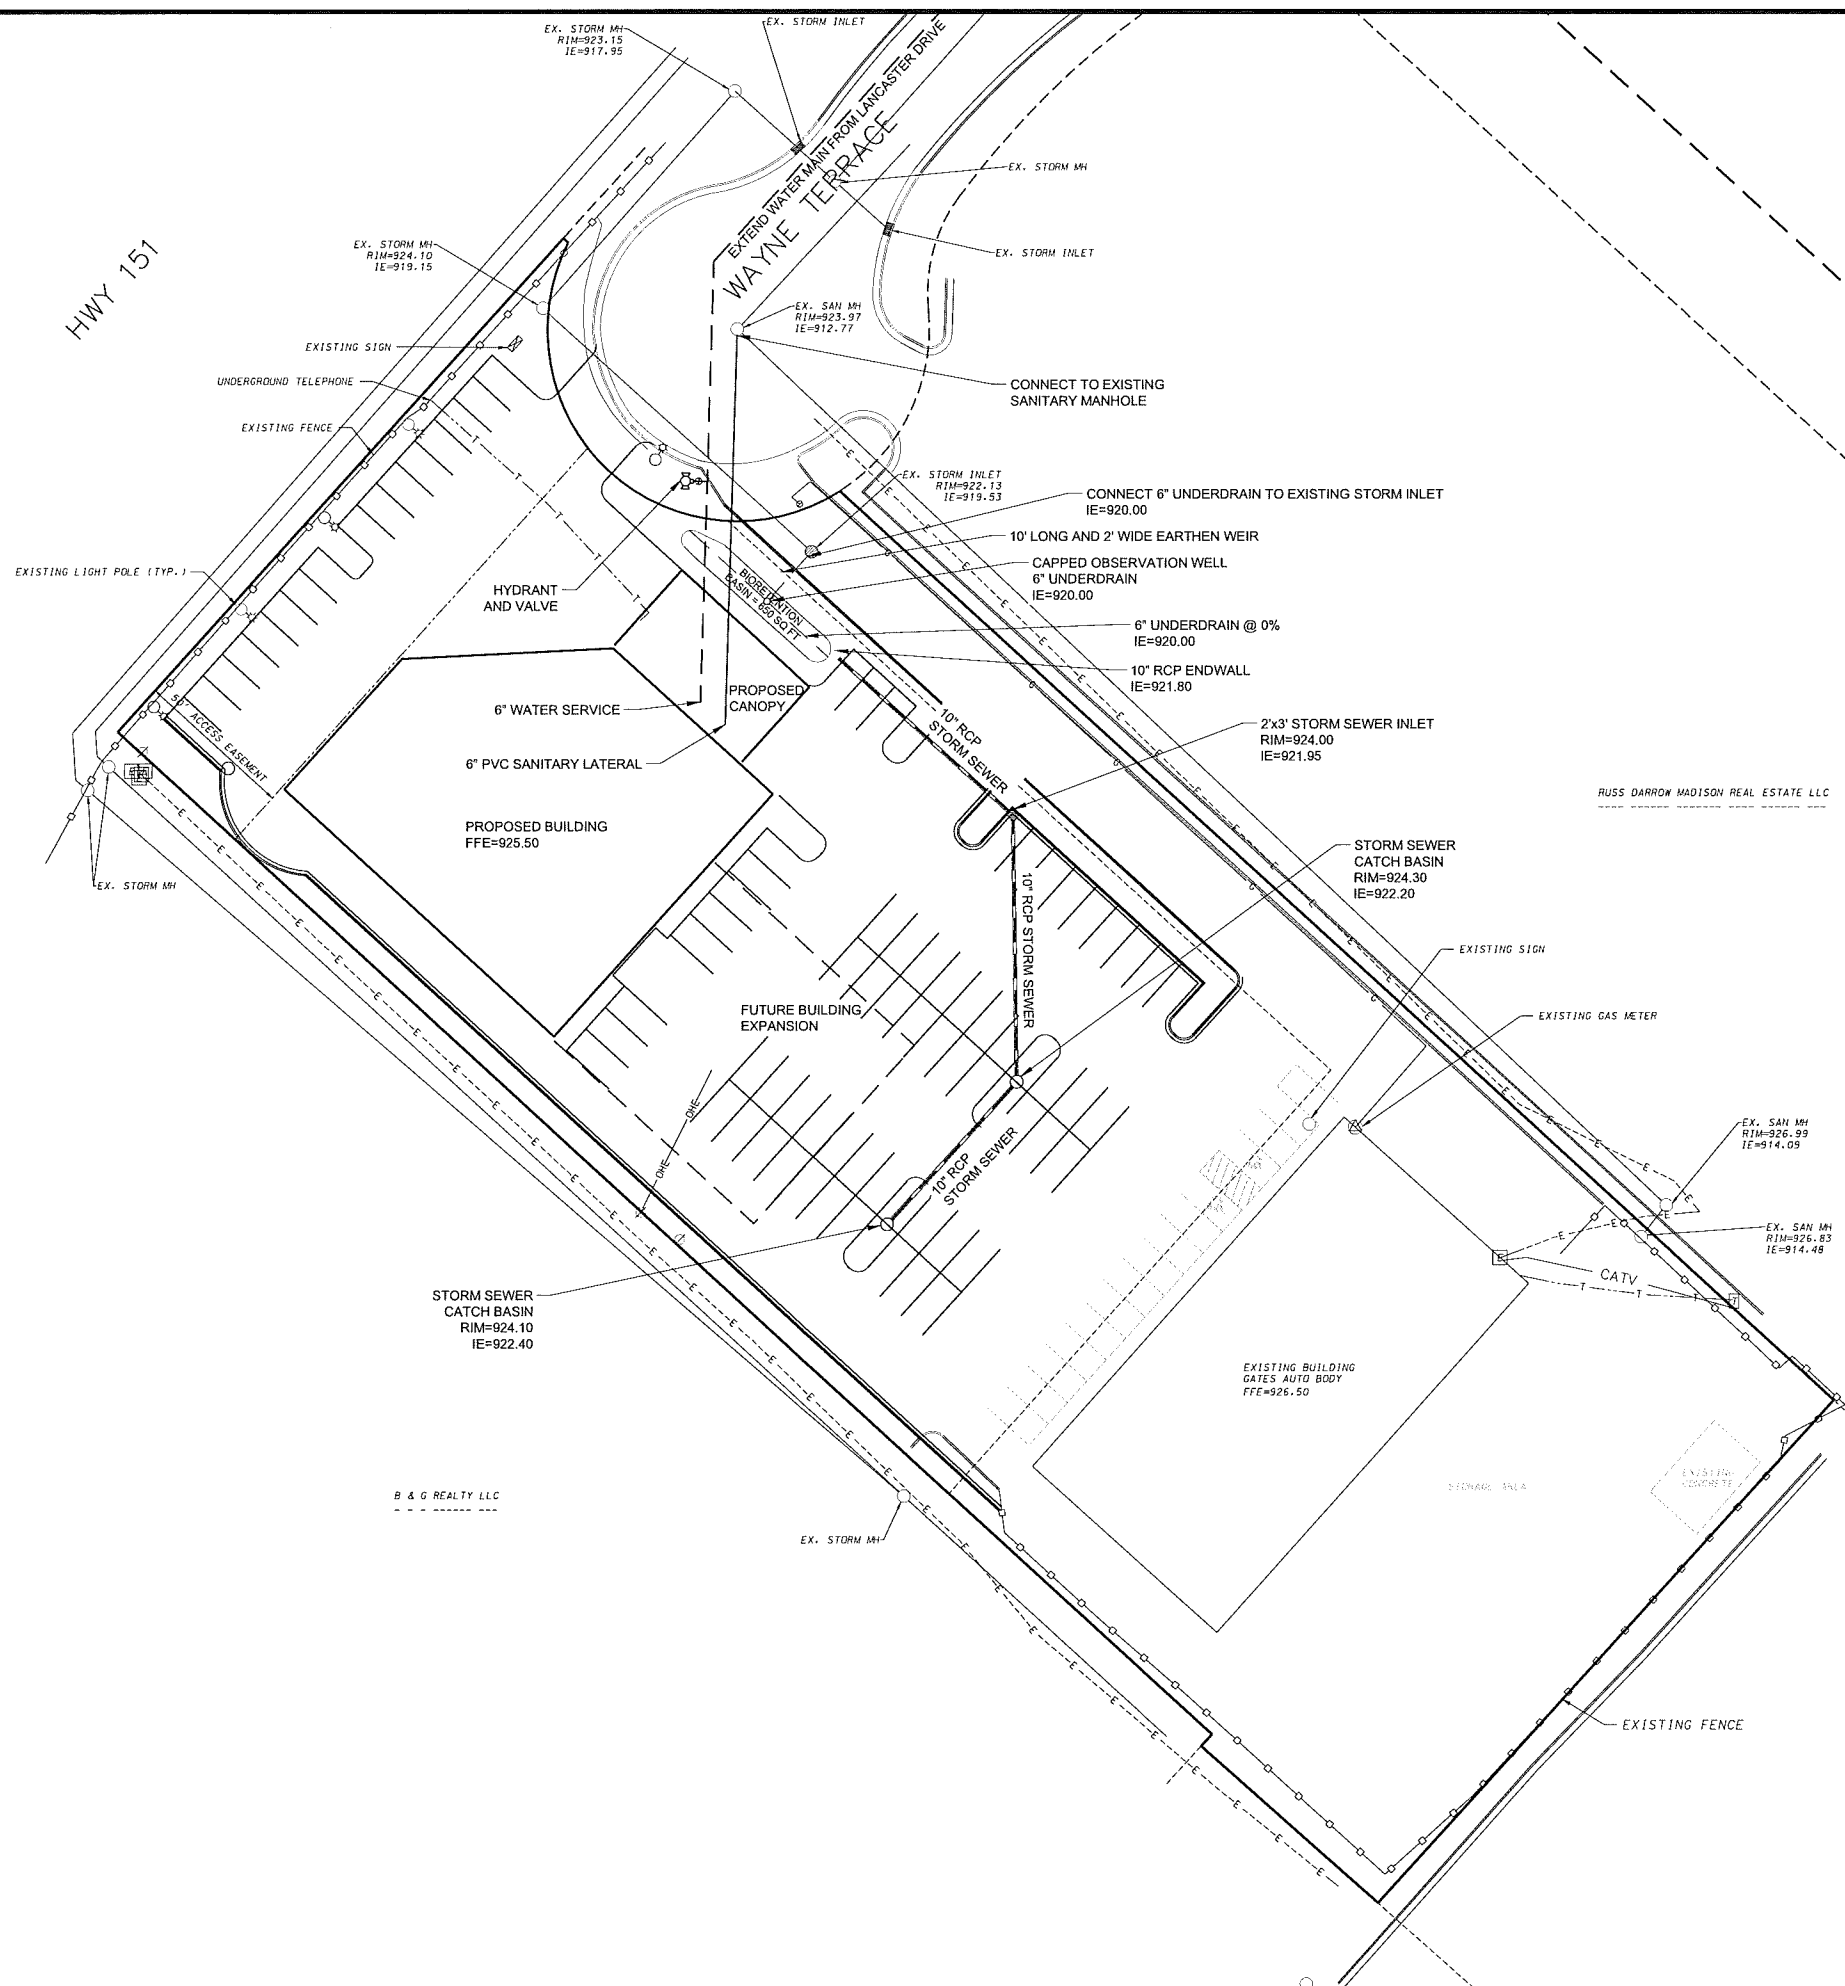 EX. STORM MH
RIM=923.15
IE=917.95
EX. STORM INLET
EXTEND WATER MAIN FROM LANCASTER DRIVE
WAYNE TERRACE
EX. STORM MH
EX. STORM INLET
HWY 151
EX. STORM MH
RIM=924.10
IE=919.15
EX. SAN MH
RIM=923.97
IE=912.77
EXISTING SIGN
UNDERGROUND TELEPHONE
EXISTING FENCE
CONNECT TO EXISTING
SANITARY MANHOLE
EX. STORM INLET
RIM=922.13
IE=919.53
CONNECT 6" UNDERDRAIN TO EXISTING STORM INLET
IE=920.00
10' LONG AND 2' WIDE EARTHEN WEIR
CAPPED OBSERVATION WELL
6" UNDERDRAIN
IE=920.00
EXISTING LIGHT POLE (TYP.)
HYDRANT
AND VALVE
BIORETENTION
BASIN = 650 SQ FT
6" UNDERDRAIN @ 0%
IE=920.00
10" RCP ENDWALL
IE=921.80
50' ACCESS EASEMENT
6" WATER SERVICE
PROPOSED
CANOPY
10" RCP
STORM SEWER
2'x3' STORM SEWER INLET
RIM=924.00
IE=921.95
6" PVC SANITARY LATERAL
RUSS DARROW MADISON REAL ESTATE LLC
PROPOSED BUILDING
FFE=925.50
STORM SEWER
CATCH BASIN
RIM=924.30
IE=922.20
EX. STORM MH
10" RCP STORM SEWER
EXISTING SIGN
FUTURE BUILDING
EXPANSION
EXISTING GAS METER
OHE
OHE
10" RCP
STORM SEWER
EX. SAN MH
RIM=926.99
IE=914.09
EX. SAN MH
RIM=926.83
IE=914.48
CATV
STORM SEWER
CATCH BASIN
RIM=924.10
IE=922.40
EXISTING BUILDING
GATES AUTO BODY
FFE=926.50
EXISTING
CONCRETE
STORAGE AREA
B & G REALTY LLC
EX. STORM MH
EXISTING FENCE